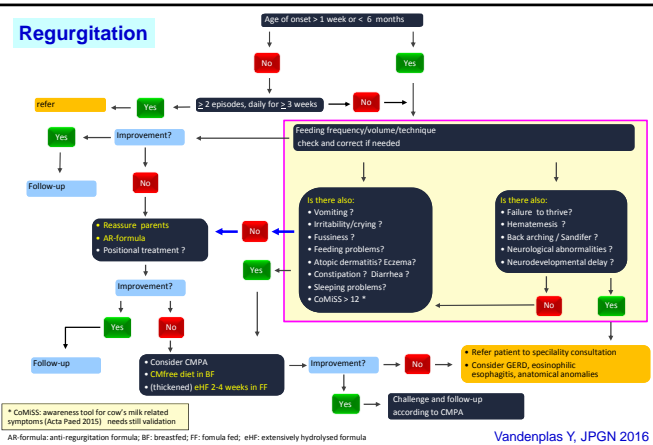 Regurgitation
Age of onset > 1 week or < 6 months
No
Yes
refer
Yes
≥ 2 episodes, daily for ≥ 3 weeks
No
Yes
Improvement?
Feeding frequency/volume/technique
check and correct if needed
Follow-up
No
Is there also:
• Vomiting ?
• Irritability/crying ?
• Fussiness ?
• Feeding problems?
• Atopic dermatitis? Eczema?
• Constipation ? Diarrhea ?
• Sleeping problems?
• CoMiSS > 12 *
Is there also:
• Failure to thrive?
• Hematemesis ?
• Back arching / Sandifer ?
• Neurological abnormalities ?
• Neurodevelopmental delay ?
• Reassure parents
• AR-formula
• Positional treatment ?
No
Yes
No
Yes
Improvement?
Yes
No
Follow-up
• Consider CMPA
• CMfree diet in BF
• (thickened) eHF 2-4 weeks in FF
Improvement?
No
• Refer patient to speciality consultation
• Consider GERD, eosinophilic
esophagitis, anatomical anomalies
Yes
Challenge and follow-up
according to CMPA
* CoMiSS: awareness tool for cow's milk related
symptoms (Acta Paed 2015) needs still validation
AR-formula: anti-regurgitation formula; BF: breastfed; FF: fomula fed; eHF: extensively hydrolysed formula
Vandenplas Y, JPGN 2016